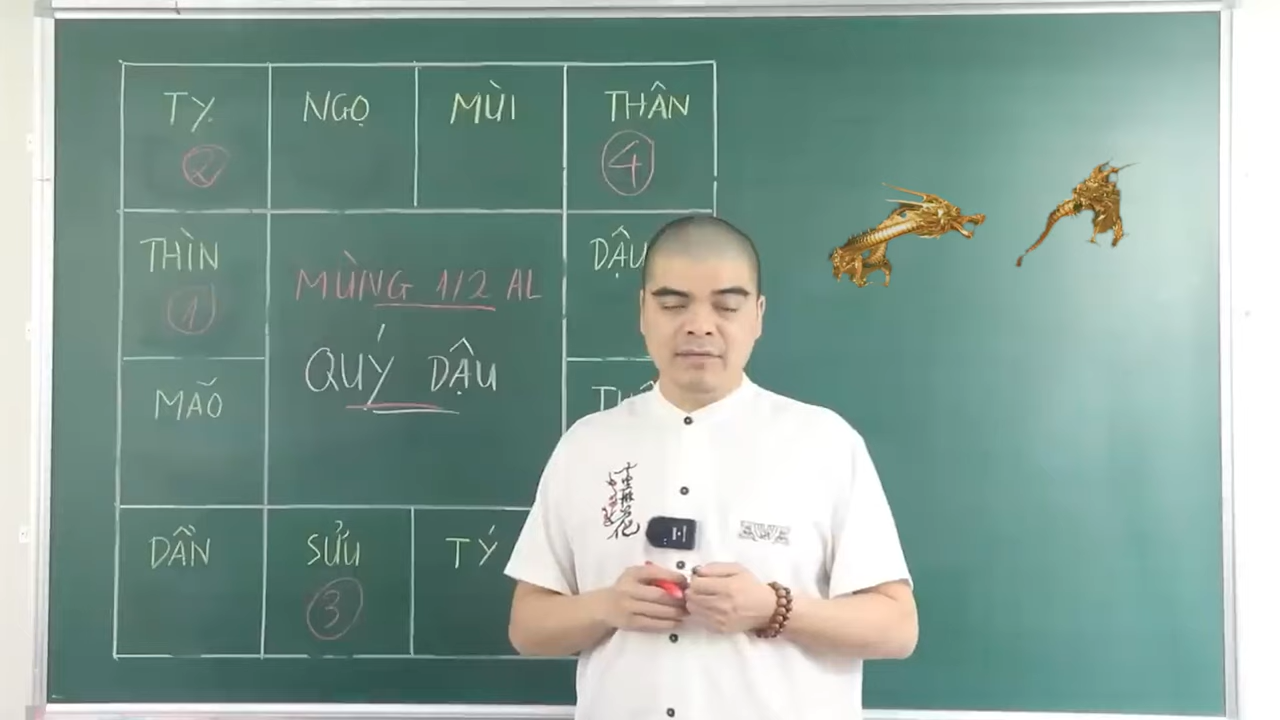 TỴ NGỌ MÙI THÂN
② ④
THÌN DẬU
①
MÙNG 1/2 AL
QUÝ DẬU
MÃO
DẦN SỬU TÝ
③